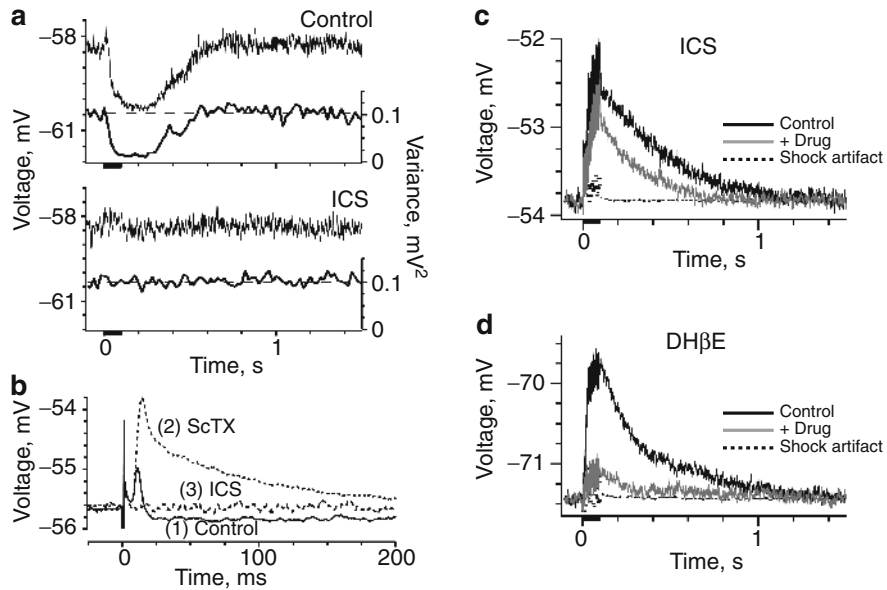 a
Control
−58
−61
0.1
0
ICS
−58
−61
0.1
0
Voltage, mV
Variance, mV2
0
1
Time, s
b
−54
−55
−56
Voltage, mV
(2) ScTX
(3) ICS
(1) Control
0
100
200
Time, ms
c
ICS
−52
−53
−54
Voltage, mV
Control
+ Drug
Shock artifact
0
1
Time, s
d
DHβE
−70
−71
Voltage, mV
Control
+ Drug
Shock artifact
0
1
Time, s